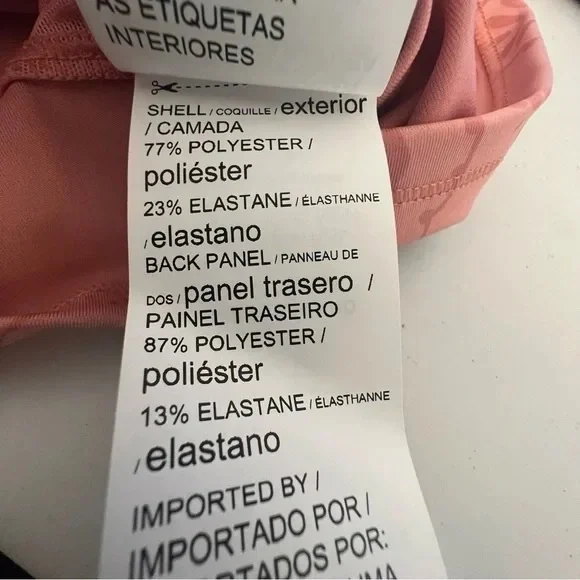 AS ETIQUETAS
INTERIORES
SHELL / COQUILLE / exterior
/ CAMADA
77% POLYESTER /
poliéster
23% ELASTANE / ÉLASTHANNE
/ elastano
BACK PANEL / PANNEAU DE
DOS / panel trasero /
PAINEL TRASEIRO
87% POLYESTER /
poliéster
13% ELASTANE / ÉLASTHANNE
/ elastano
IMPORTED BY /
IMPORTADO POR /
POR: